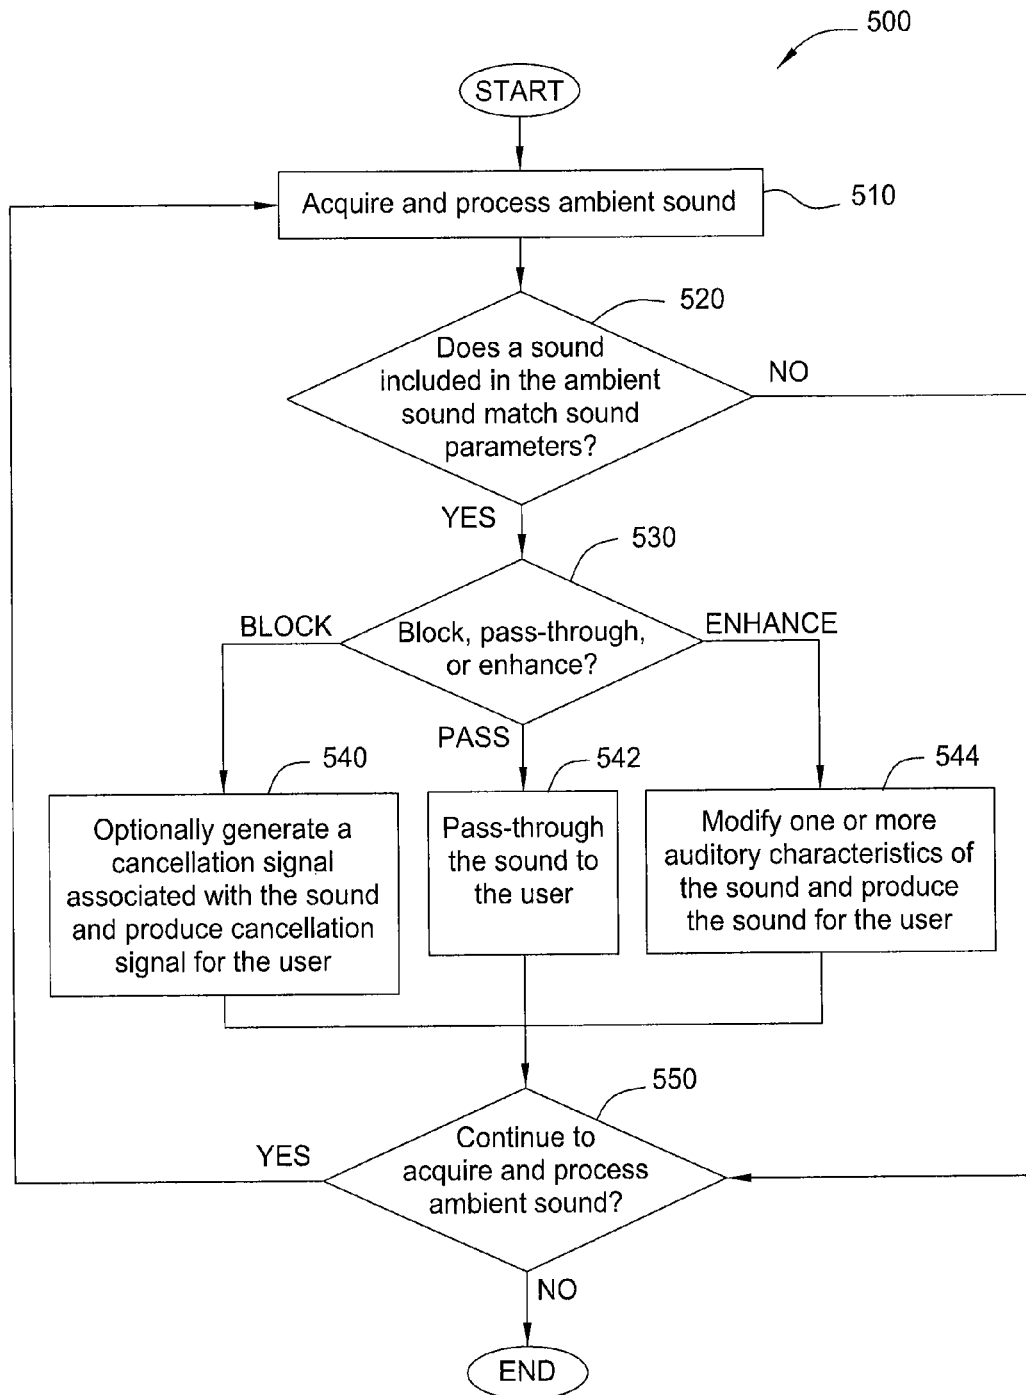 500
START
Acquire and process ambient sound
510
520
Does a sound
included in the ambient
sound match sound
parameters?
NO
YES
530
BLOCK
Block, pass-through,
or enhance?
ENHANCE
PASS
540
Optionally generate a
cancellation signal
associated with the sound
and produce cancellation
signal for the user
542
Pass-through
the sound to
the user
544
Modify one or more
auditory characteristics of
the sound and produce
the sound for the user
550
YES
Continue to
acquire and process
ambient sound?
NO
END